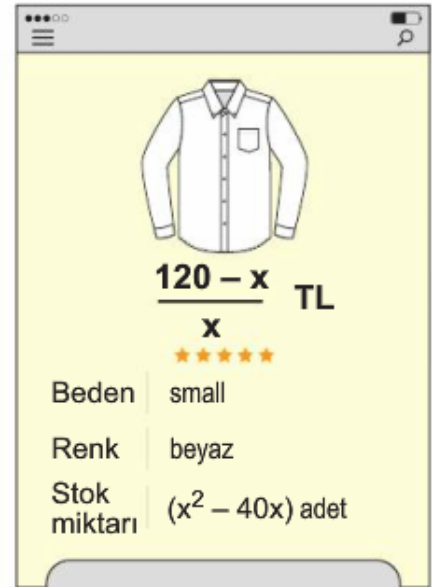 120 – x
x
TL
Beden small
Renk beyaz
Stok miktarı (x² – 40x) adet